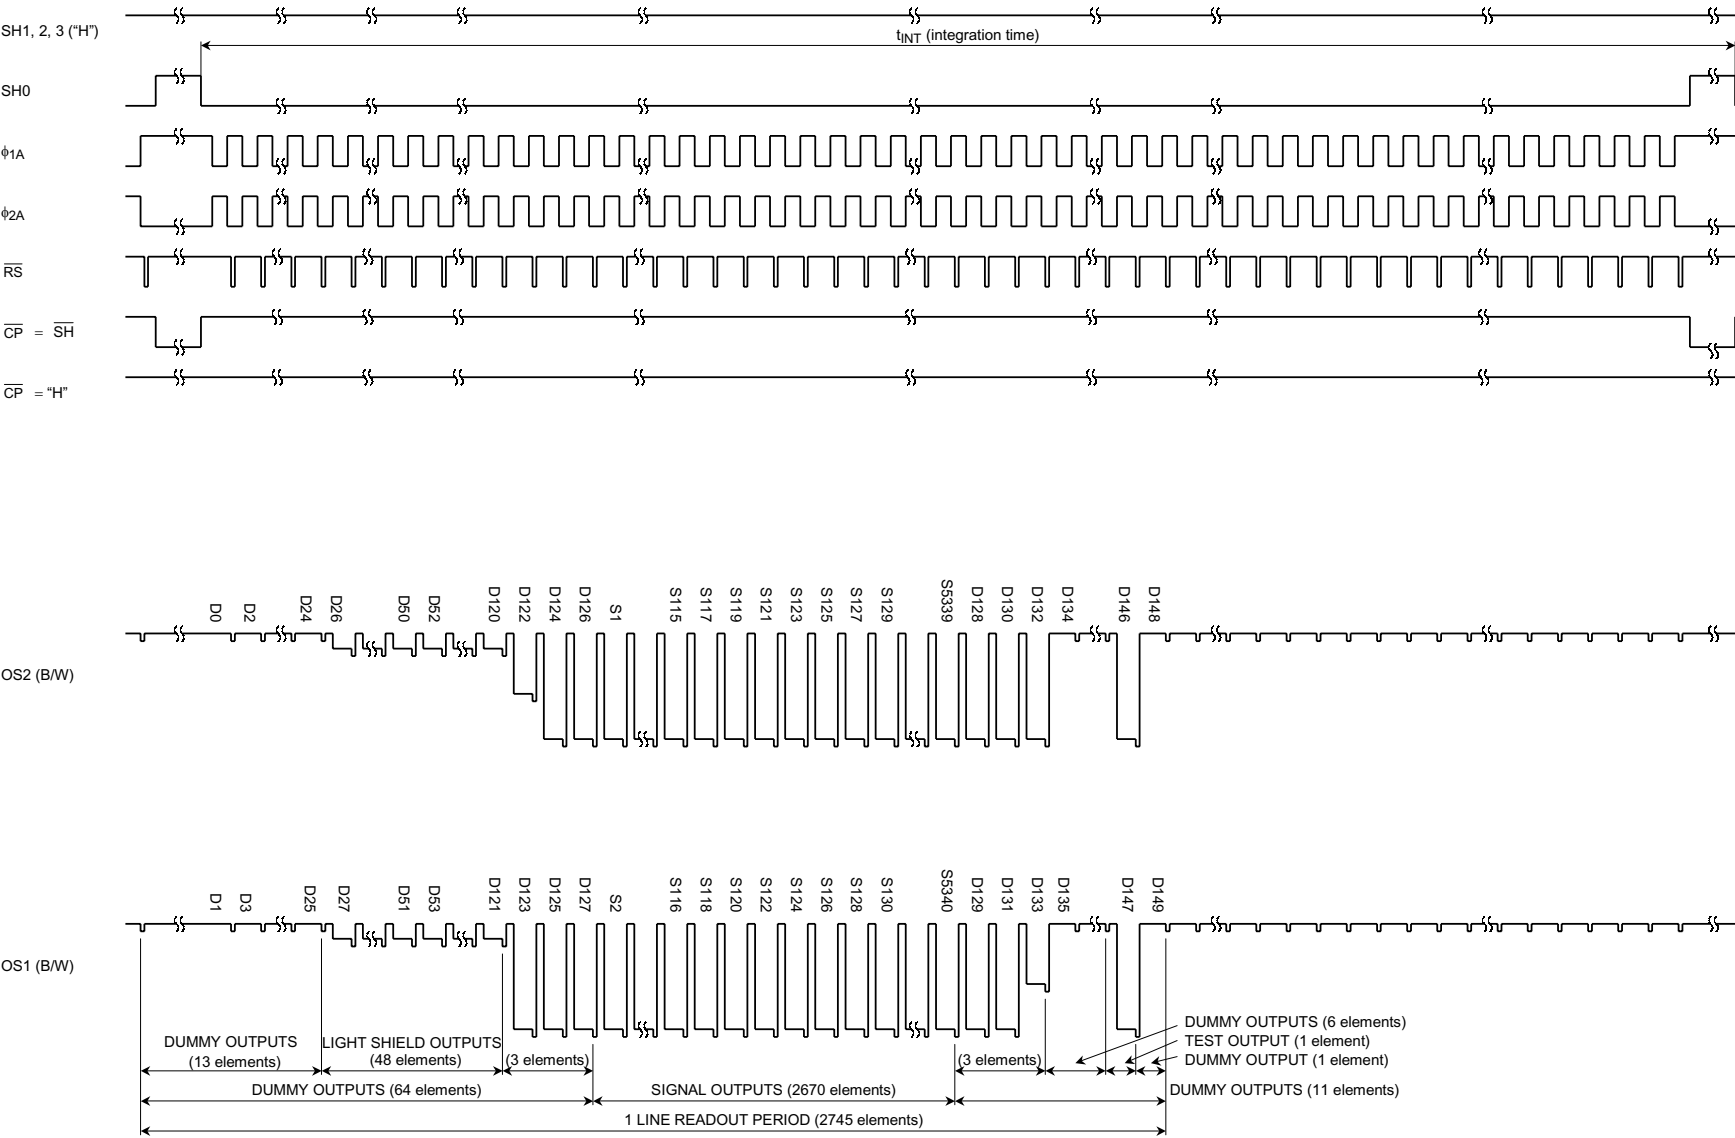 SH1, 2, 3 (“H”)
tINT (integration time)
SH0
ϕ1A
ϕ2A
RS
CP = SH
CP = “H”
D0
D2
D24
D26
D50
D52
D120
D122
D124
D126
S1
S115
S117
S119
S121
S123
S125
S127
S129
S5339
D128
D130
D132
D134
D146
D148
OS2 (B/W)
D1
D3
D25
D27
D51
D53
D121
D123
D125
D127
S2
S116
S118
S120
S122
S124
S126
S128
S130
S5340
D129
D131
D133
D135
D147
D149
OS1 (B/W)
DUMMY OUTPUTS
(13 elements)
LIGHT SHIELD OUTPUTS
(48 elements)
(3 elements)
(3 elements)
DUMMY OUTPUTS (6 elements)
TEST OUTPUT (1 element)
DUMMY OUTPUT (1 element)
DUMMY OUTPUTS (64 elements)
SIGNAL OUTPUTS (2670 elements)
DUMMY OUTPUTS (11 elements)
1 LINE READOUT PERIOD (2745 elements)